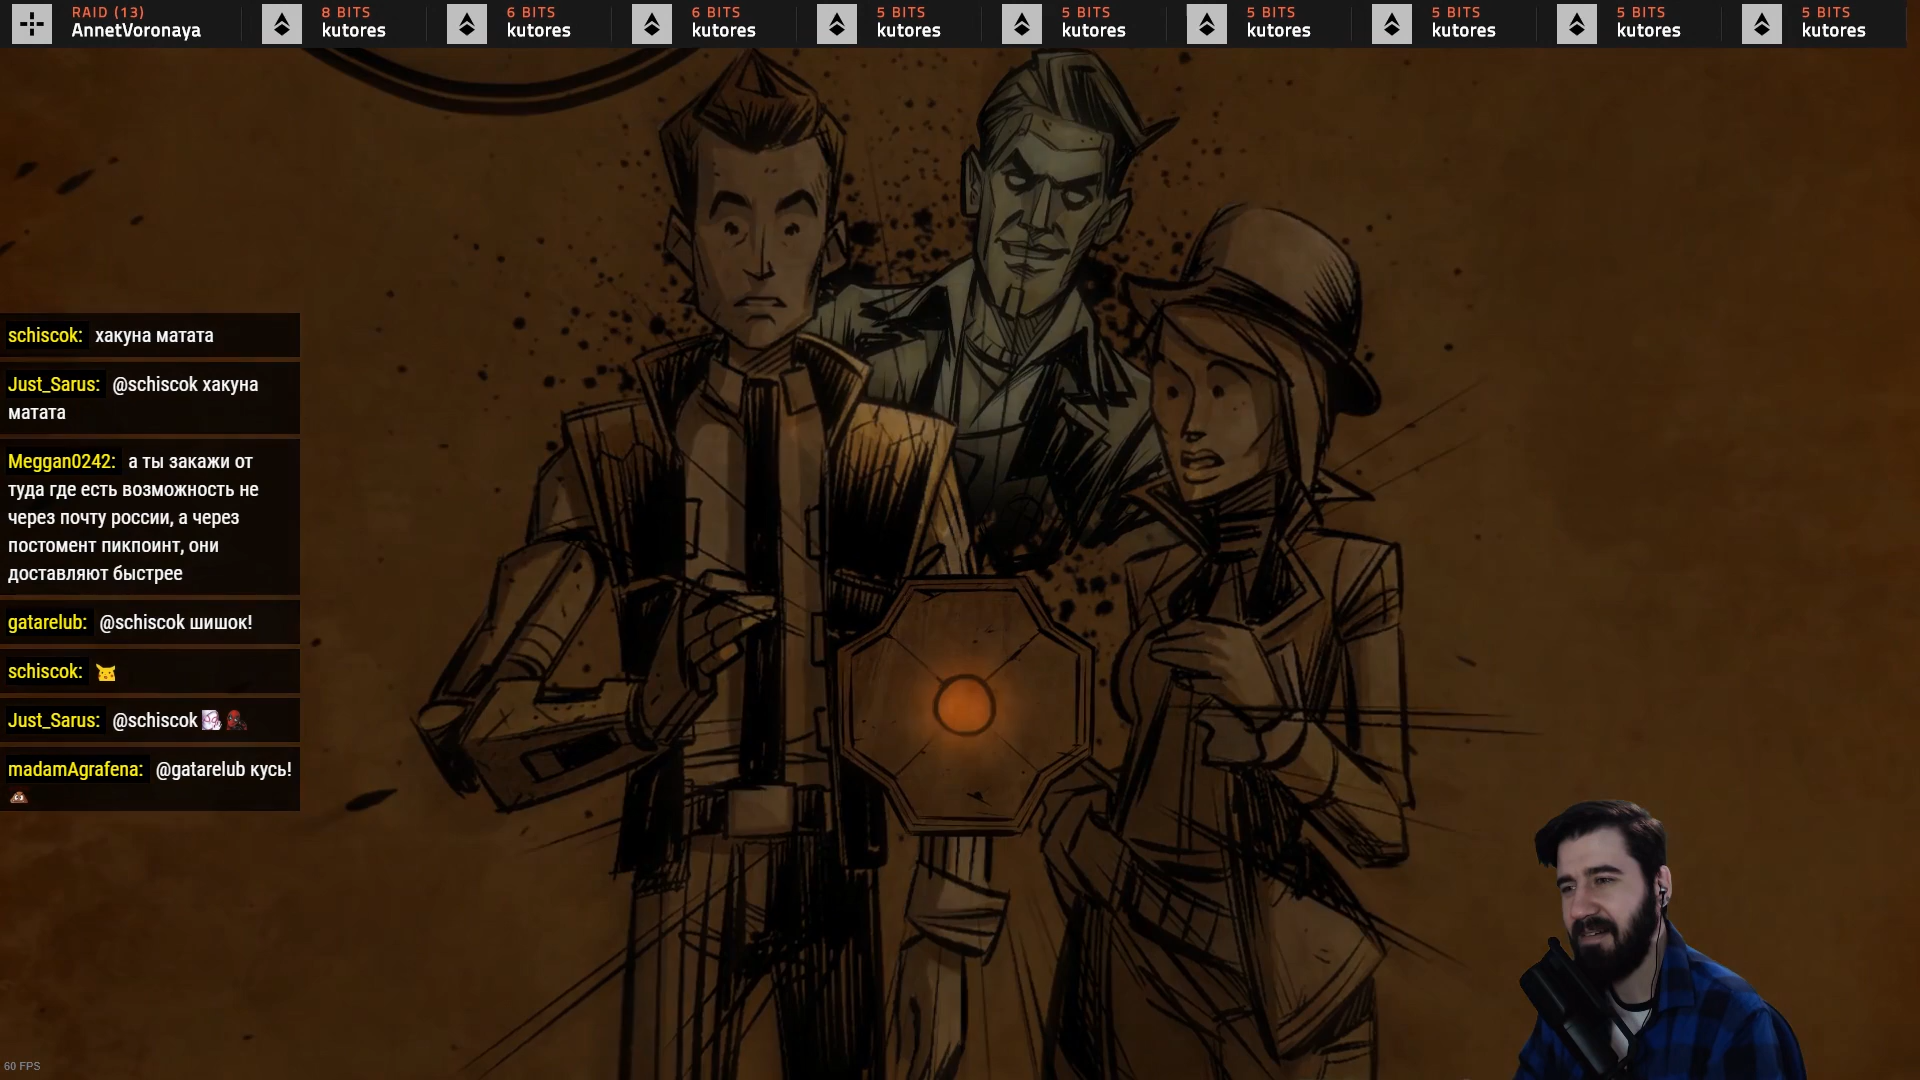 RAID (13)
AnnetVoronaya
8 BITS
kutores
6 BITS
kutores
6 BITS
kutores
5 BITS
kutores
5 BITS
kutores
5 BITS
kutores
5 BITS
kutores
5 BITS
kutores
5 BITS
kutores
schiscok: хакуна матата
Just_Sarus: @schiscok хакуна
матата
Meggan0242: а ты закажи от
туда где есть возможность не
через почту россии, а через
постомент пикпоинт, они
доставляют быстрее
gatarelub: @schiscok шишок!
schiscok:
Just_Sarus: @schiscok
madamAgrafena: @gatarelub кусь!
60 FPS